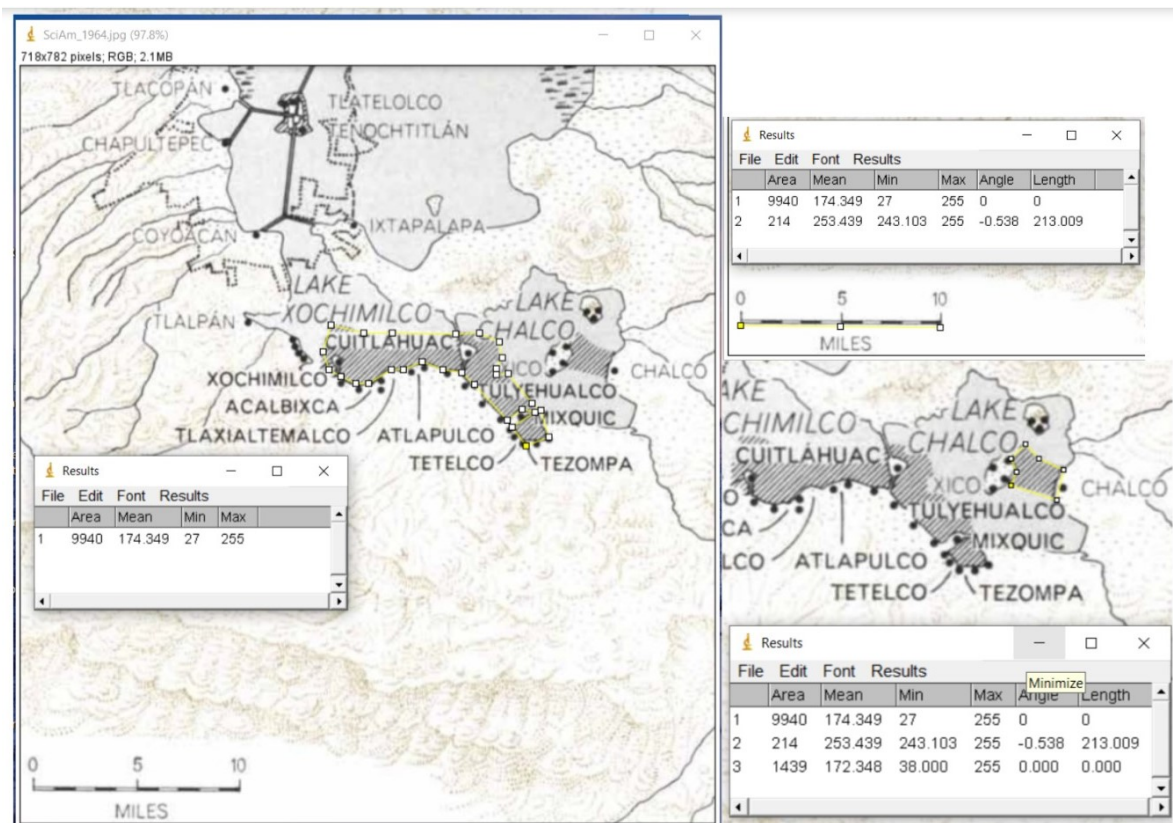 SciAm_1964.jpg (97.8%)
718x782 pixels; RGB; 2.1MB
TLACOPÁN
TLATELOLCO
TENOCHTITLÁN
CHAPULTEPEC
IXTAPALAPA
COYOACÁN
LAKE
XOCHIMILCO
LAKE
CHALCO
TLALPÁN
CUITLÁHUAC
XICO
CHALCO
XOCHIMILCO
TULYEHUALCO
ACALBIXCA
MIXQUIC
TLAXIALTEMALCO
ATLAPULCO
TETELCO
TEZOMPA
Results
File Edit Font Results
Area Mean Min Max
1 9940 174.349 27 255
0 5 10
MILES
Results
File Edit Font Results
Area Mean Min Max Angle Length
1 9940 174.349 27 255 0 0
2 214 253.439 243.103 255 -0.538 213.009
0 5 10
MILES
AKE
CHIMILCO
LAKE
CHALCO
CUITLÁHUAC
XICO
CHALCO
O
TULYEHUALCO
CA
MIXQUIC
LCO
ATLAPULCO
TETELCO
TEZOMPA
Results
File Edit Font Results
Minimize
Area Mean Min Max Angle Length
1 9940 174.349 27 255 0 0
2 214 253.439 243.103 255 -0.538 213.009
3 1439 172.348 38.000 255 0.000 0.000